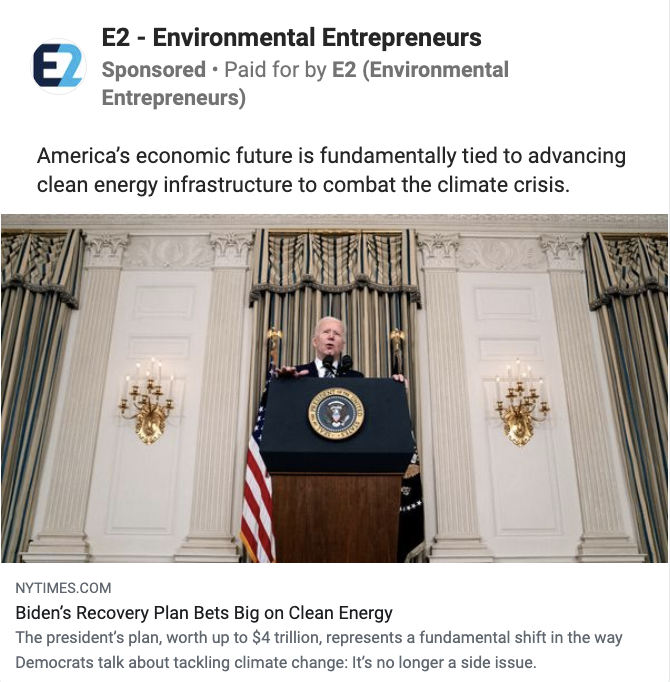 E2 - Environmental Entrepreneurs
E2
Sponsored • Paid for by E2 (Environmental
Entrepreneurs)
America’s economic future is fundamentally tied to advancing
clean energy infrastructure to combat the climate crisis.
NYTIMES.COM
Biden’s Recovery Plan Bets Big on Clean Energy
The president’s plan, worth up to $4 trillion, represents a fundamental shift in the way
Democrats talk about tackling climate change: It’s no longer a side issue.